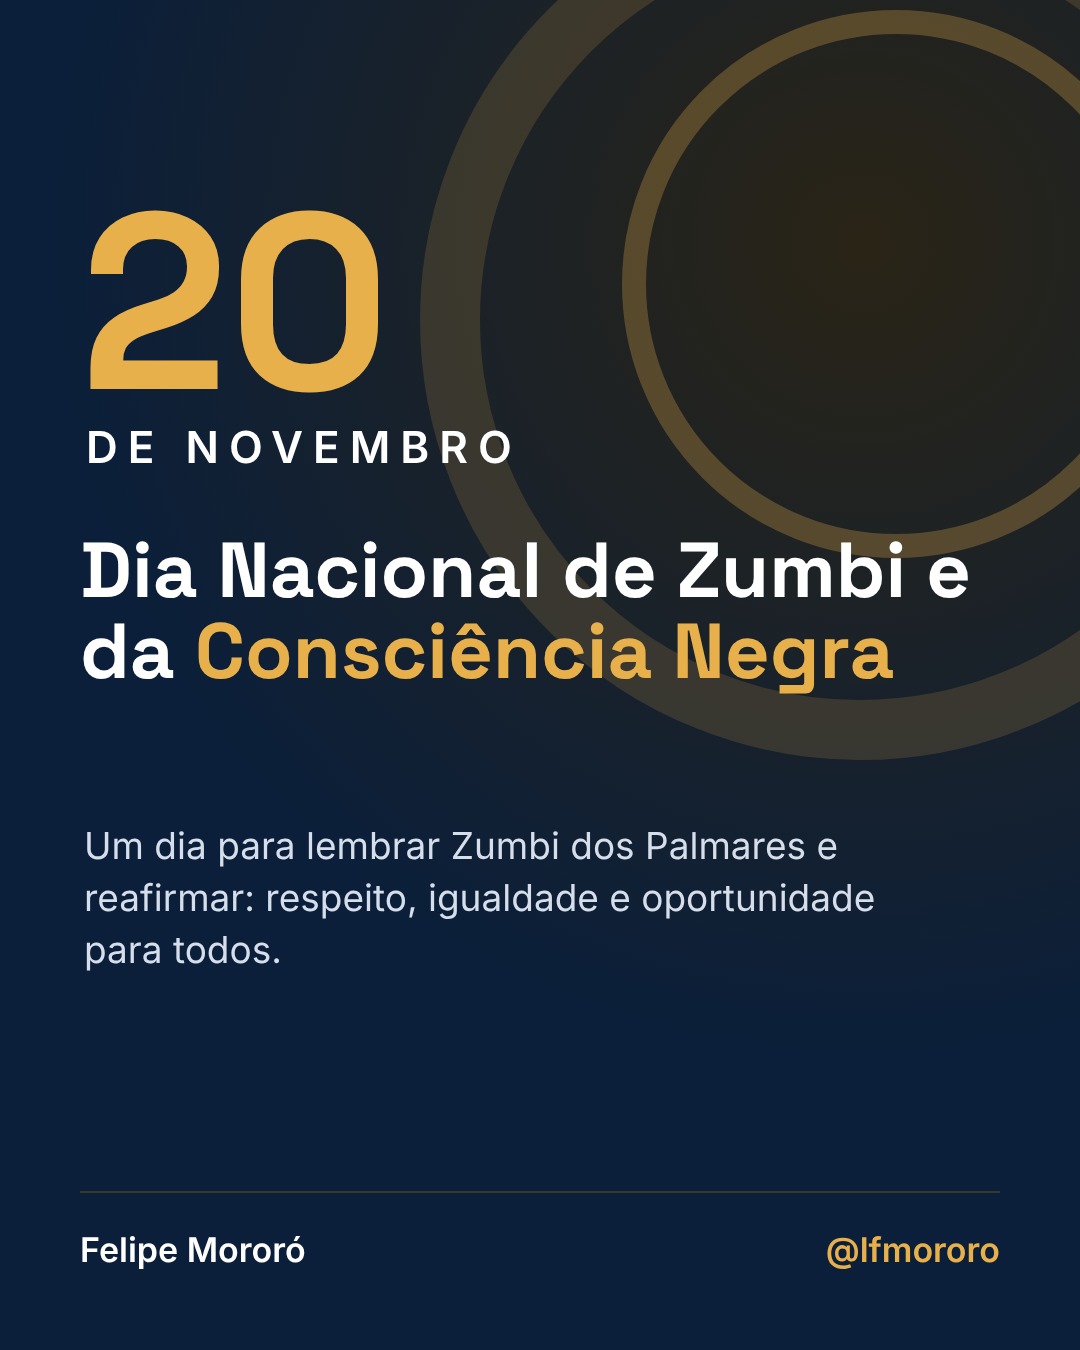 20
DE NOVEMBRO
Dia Nacional de Zumbi e
da Consciência Negra
Um dia para lembrar Zumbi dos Palmares e
reafirmar: respeito, igualdade e oportunidade
para todos.
Felipe Mororó
@lfmororo